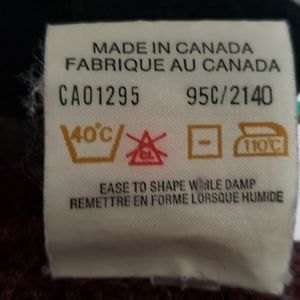 MADE IN CANADA
FABRIQUE AU CANADA
CA01295 95C/2140
40°C CL 110°C
EASE TO SHAPE WHILE DAMP
REMETTRE EN FORME LORSQUE HUMIDE